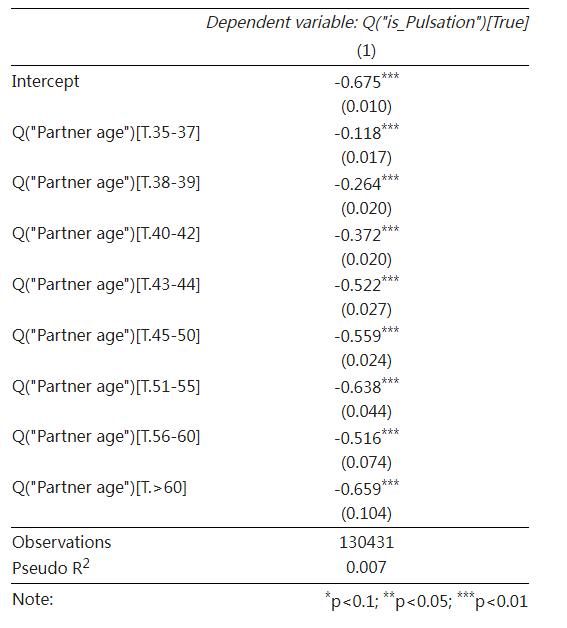 Dependent variable: Q("is_Pulsation")[True]
(1)
Intercept -0.675***
(0.010)
Q("Partner age")[T.35-37] -0.118***
(0.017)
Q("Partner age")[T.38-39] -0.264***
(0.020)
Q("Partner age")[T.40-42] -0.372***
(0.020)
Q("Partner age")[T.43-44] -0.522***
(0.027)
Q("Partner age")[T.45-50] -0.559***
(0.024)
Q("Partner age")[T.51-55] -0.638***
(0.044)
Q("Partner age")[T.56-60] -0.516***
(0.074)
Q("Partner age")[T.>60] -0.659***
(0.104)
Observations 130431
Pseudo R2 0.007
Note: *p<0.1; **p<0.05; ***p<0.01